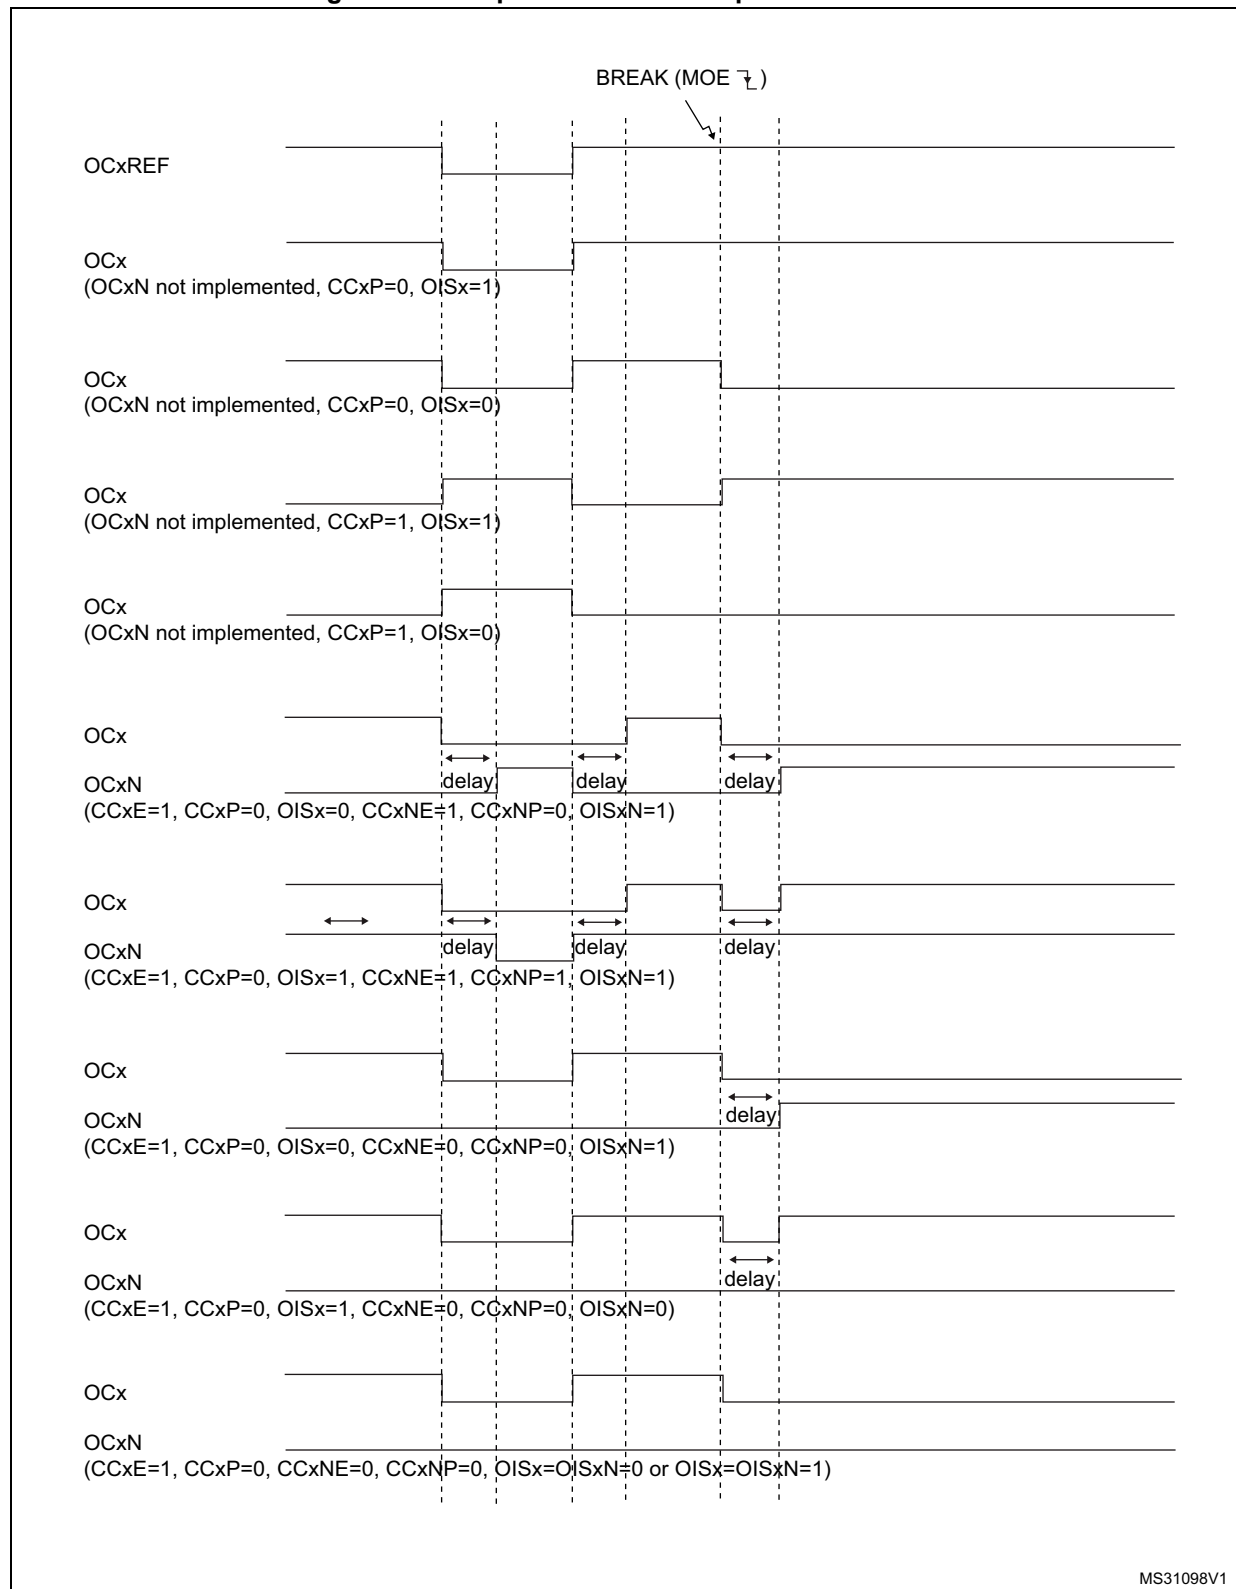 BREAK (MOE )
OCxREF
OCx
(OCxN not implemented, CCxP=0, OISx=1)
OCx
(OCxN not implemented, CCxP=0, OISx=0)
OCx
(OCxN not implemented, CCxP=1, OISx=1)
OCx
(OCxN not implemented, CCxP=1, OISx=0)
OCx
OCxN delay delay delay
(CCxE=1, CCxP=0, OISx=0, CCxNE=1, CCxNP=0, OISxN=1)
OCx
OCxN delay delay delay
(CCxE=1, CCxP=0, OISx=1, CCxNE=1, CCxNP=1, OISxN=1)
OCx
OCxN delay
(CCxE=1, CCxP=0, OISx=0, CCxNE=0, CCxNP=0, OISxN=1)
OCx
OCxN delay
(CCxE=1, CCxP=0, OISx=1, CCxNE=0, CCxNP=0, OISxN=0)
OCx
OCxN
(CCxE=1, CCxP=0, CCxNE=0, CCxNP=0, OISx=OISxN=0 or OISx=OISxN=1)
MS31098V1